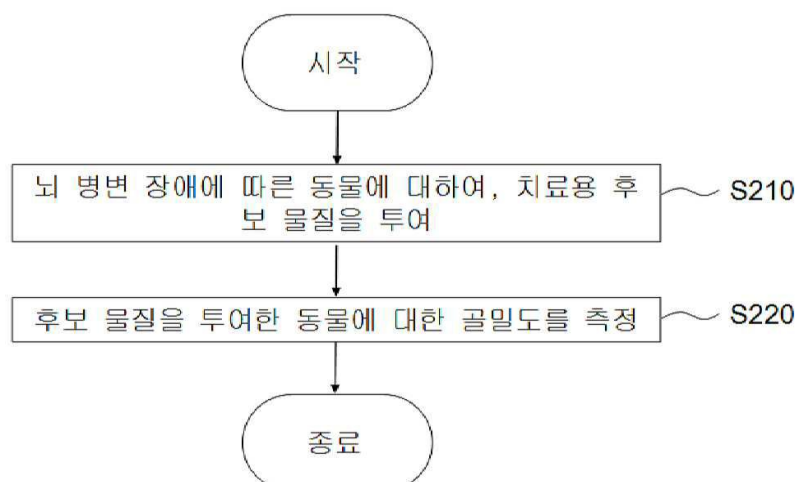 시작
뇌 병변 장애에 따른 동물에 대하여, 치료용 후
보 물질을 투여
S210
후보 물질을 투여한 동물에 대한 골밀도를 측정
S220
종료